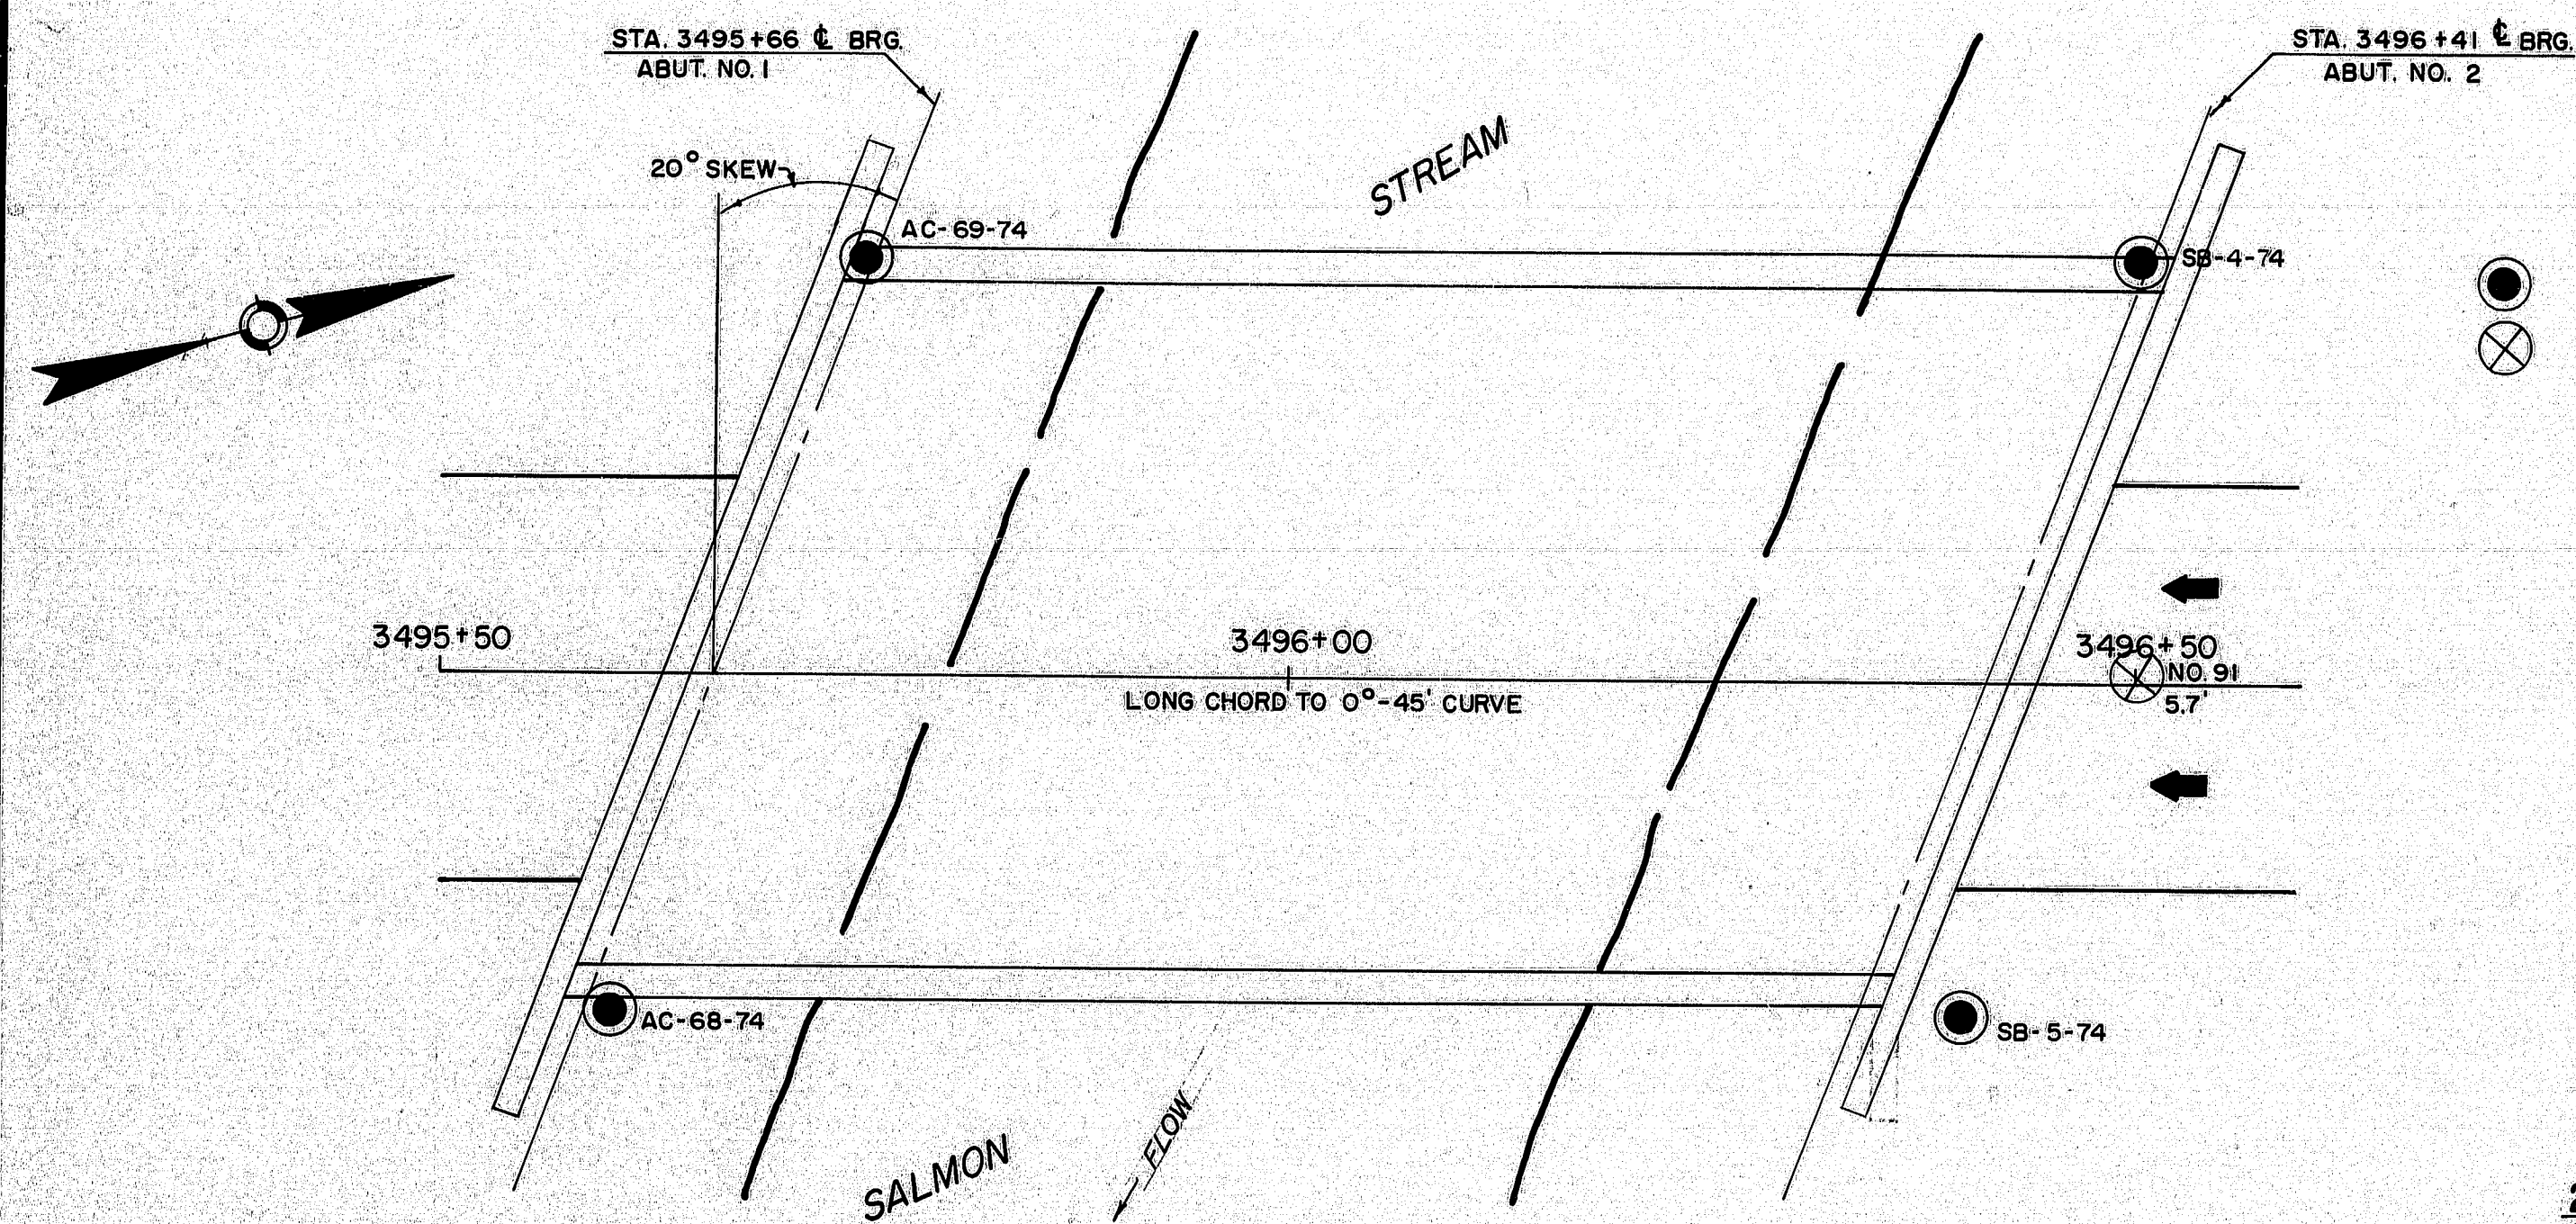 STA. 3495+66 ℄ BRG.
ABUT. NO. 1
STA. 3496+41 ℄ BRG.
ABUT. NO. 2
STREAM
20° SKEW
AC-69-74
SB-4-74
3495+50
3496+00
3496+50
NO. 91
5.7'
LONG CHORD TO 0°-45' CURVE
AC-68-74
SB-5-74
FLOW
SALMON